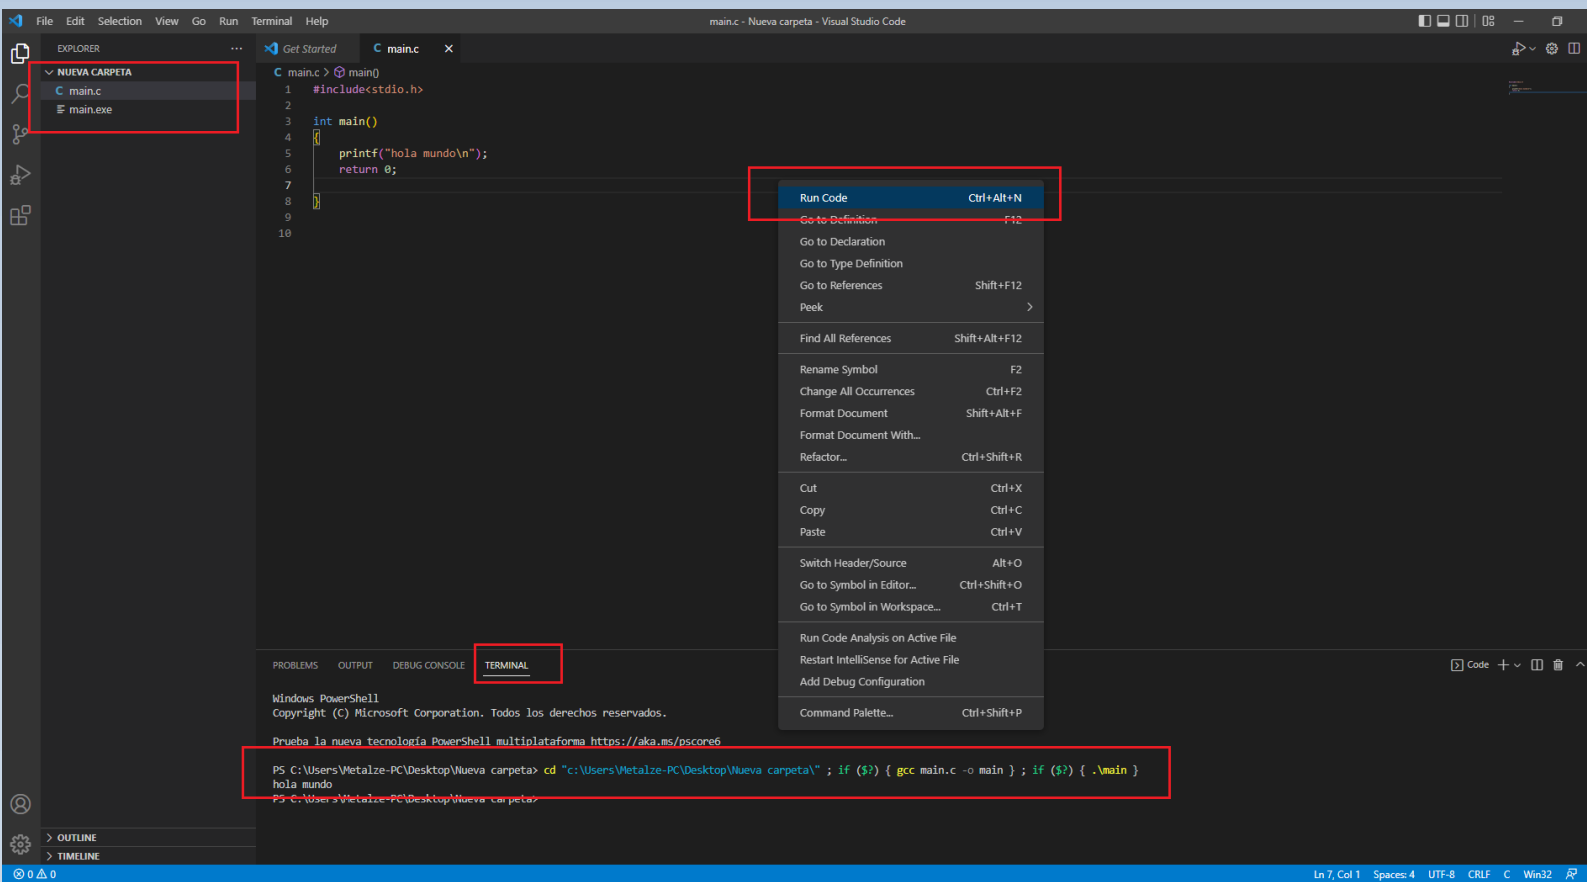 File Edit Selection View Go Run Terminal Help
main.c - Nueva carpeta - Visual Studio Code
EXPLORER
NUEVA CARPETA
main.c
main.exe
Get Started
C main.c
C main.c > main()
1 #include<stdio.h>
2
3 int main()
4 {
5 printf("hola mundo\n");
6 return 0;
7
8 }
9
10
Run Code Ctrl+Alt+N
Go to Definition F12
Go to Declaration
Go to Type Definition
Go to References Shift+F12
Peek
Find All References Shift+Alt+F12
Rename Symbol F2
Change All Occurrences Ctrl+F2
Format Document Shift+Alt+F
Format Document With...
Refactor... Ctrl+Shift+R
Cut Ctrl+X
Copy Ctrl+C
Paste Ctrl+V
Switch Header/Source Alt+O
Go to Symbol in Editor... Ctrl+Shift+O
Go to Symbol in Workspace... Ctrl+T
Run Code Analysis on Active File
Restart IntelliSense for Active File
Add Debug Configuration
Command Palette... Ctrl+Shift+P
PROBLEMS OUTPUT DEBUG CONSOLE TERMINAL
Code
Windows PowerShell
Copyright (C) Microsoft Corporation. Todos los derechos reservados.
Prueba la nueva tecnología PowerShell multiplataforma https://aka.ms/pscore6
PS C:\Users\Metalze-PC\Desktop\Nueva carpeta> cd "c:\Users\Metalze-PC\Desktop\Nueva carpeta\" ; if ($?) { gcc main.c -o main } ; if ($?) { .\main }
hola mundo
PS C:\Users\Metalze-PC\Desktop\Nueva carpeta>
OUTLINE
TIMELINE
0 0
Ln 7, Col 1 Spaces: 4 UTF-8 CRLF C Win32